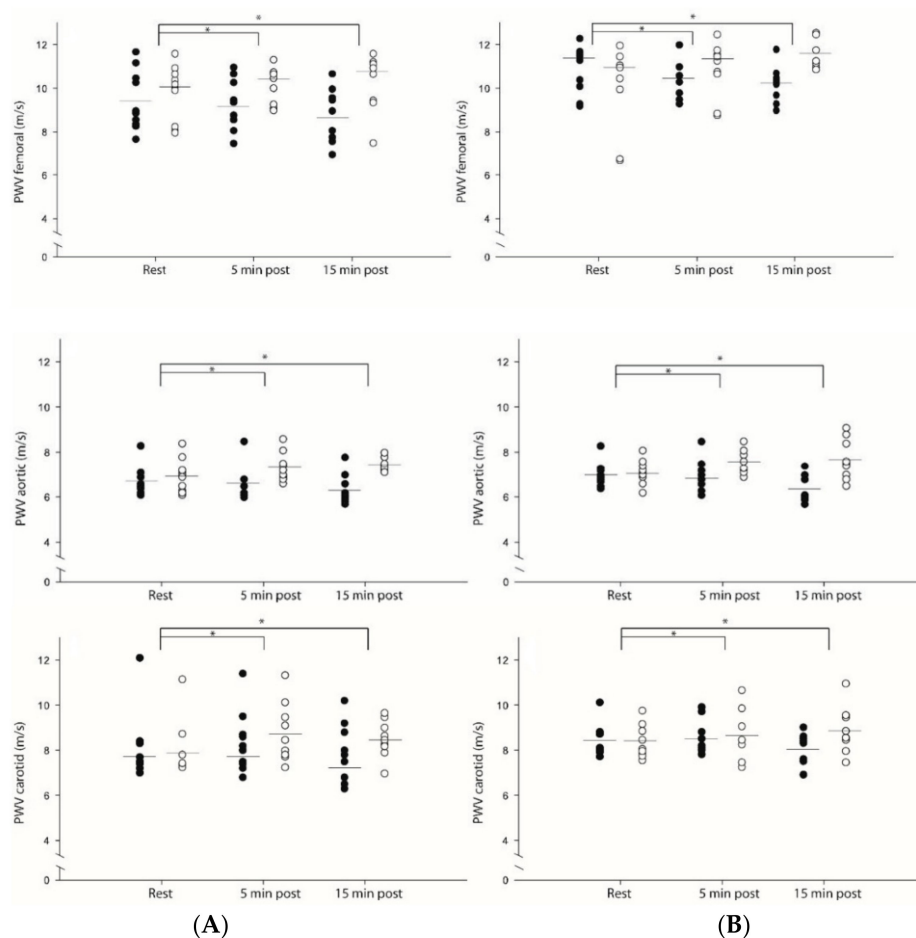 *
*
12
10
8
6
4
0
PWV femoral (m/s)
Rest
5 min post
15 min post
*
*
12
10
8
6
4
0
PWV femoral (m/s)
Rest
5 min post
15 min post
*
*
12
10
8
6
4
0
PWV aortic (m/s)
Rest
5 min post
15 min post
*
*
12
10
8
6
4
0
PWV aortic (m/s)
Rest
5 min post
15 min post
*
*
12
10
8
6
4
0
PWV carotid (m/s)
Rest
5 min post
15 min post
*
*
12
10
8
6
4
0
PWV carotid (m/s)
Rest
5 min post
15 min post
(A)
(B)